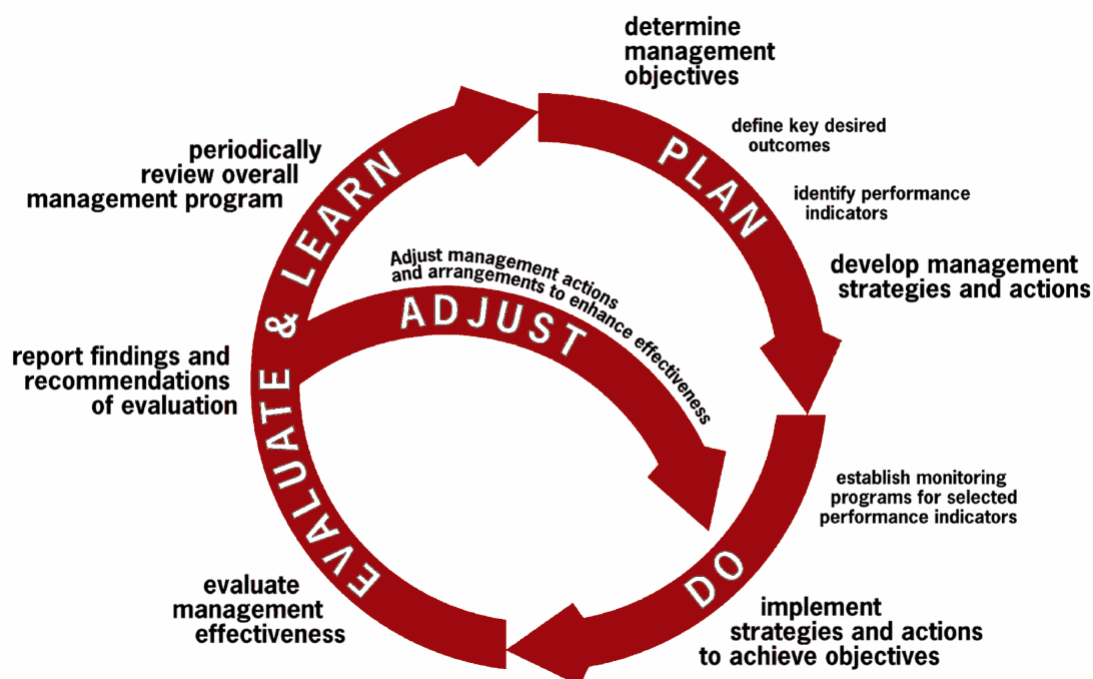 determine
management
objectives
PLAN
define key desired
outcomes
identify performance
indicators
develop management
strategies and actions
establish monitoring
programs for selected
performance indicators
DO
implement
strategies and actions
to achieve objectives
evaluate
management
effectiveness
EVALUATE & LEARN
report findings and
recommendations
of evaluation
periodically
review overall
management program
Adjust management actions
and arrangements to enhance effectiveness
ADJUST